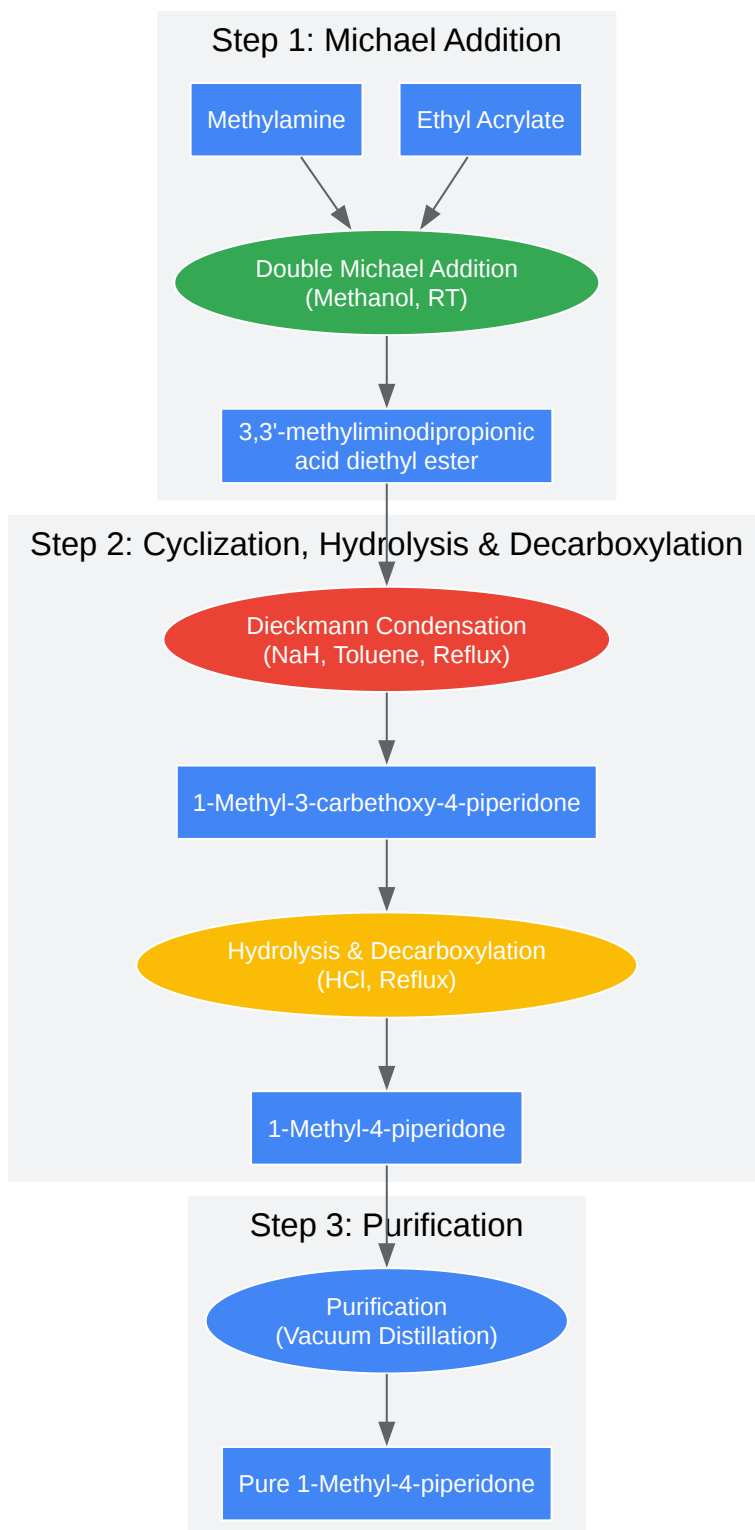 Step 1: Michael Addition
Methylamine
Ethyl Acrylate
Double Michael Addition
(Methanol, RT)
3,3'-methyliminodipropionic
acid diethyl ester
Step 2: Cyclization, Hydrolysis & Decarboxylation
Dieckmann Condensation
(NaH, Toluene, Reflux)
1-Methyl-3-carbethoxy-4-piperidone
Hydrolysis & Decarboxylation
(HCl, Reflux)
1-Methyl-4-piperidone
Step 3: Purification
Purification
(Vacuum Distillation)
Pure 1-Methyl-4-piperidone